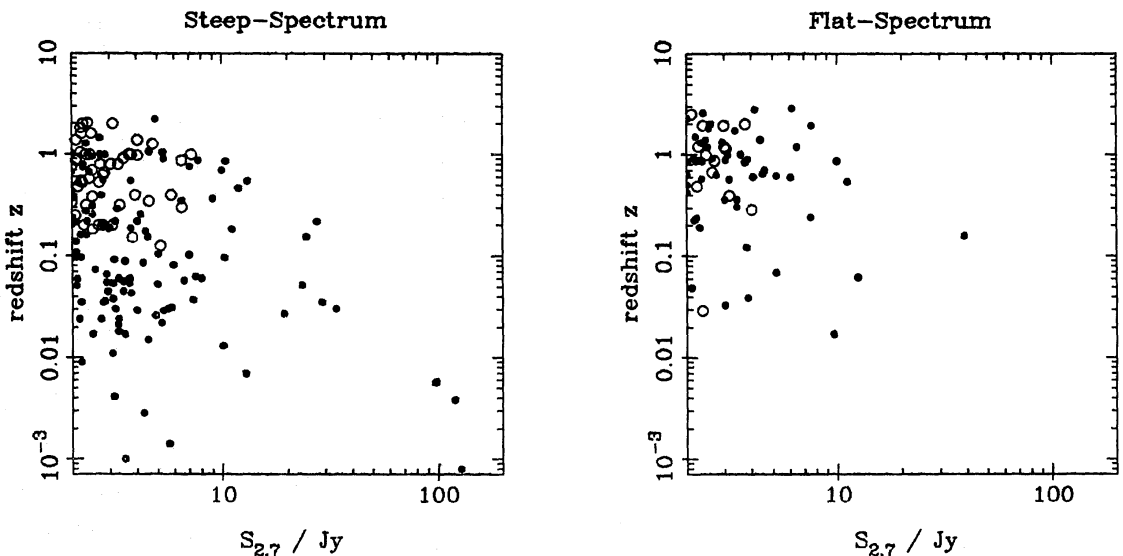 Steep-Spectrum
Flat-Spectrum
redshift z
10
1
0.1
0.01
10⁻³
10
100
S₂.₇ / Jy
redshift z
10
1
0.1
0.01
10⁻³
10
100
S₂.₇ / Jy